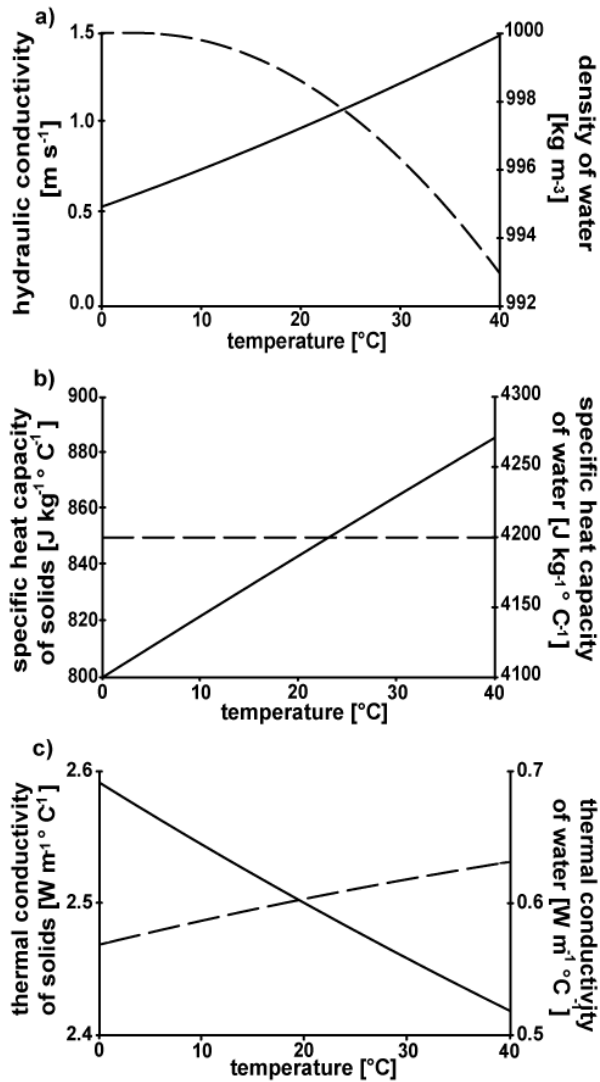 a)
hydraulic conductivity
[m s-1]
1.5
1.0
0.5
0.0
1000
998
996
994
992
density of water
[kg m-3]
0
10
20
30
40
temperature [°C]
b)
specific heat capacity
of solids [J kg-1 ° C-1]
900
880
860
840
820
800
4300
4250
4200
4150
4100
specific heat capacity
of water [J kg-1 ° C-1]
0
10
20
30
40
temperature [°C]
c)
thermal conductivity
of solids [W m-1 ° C-1]
2.6
2.5
2.4
0.7
0.6
0.5
thermal conductivity
of water [W m-1 °C-1]
0
10
20
30
40
temperature [°C]